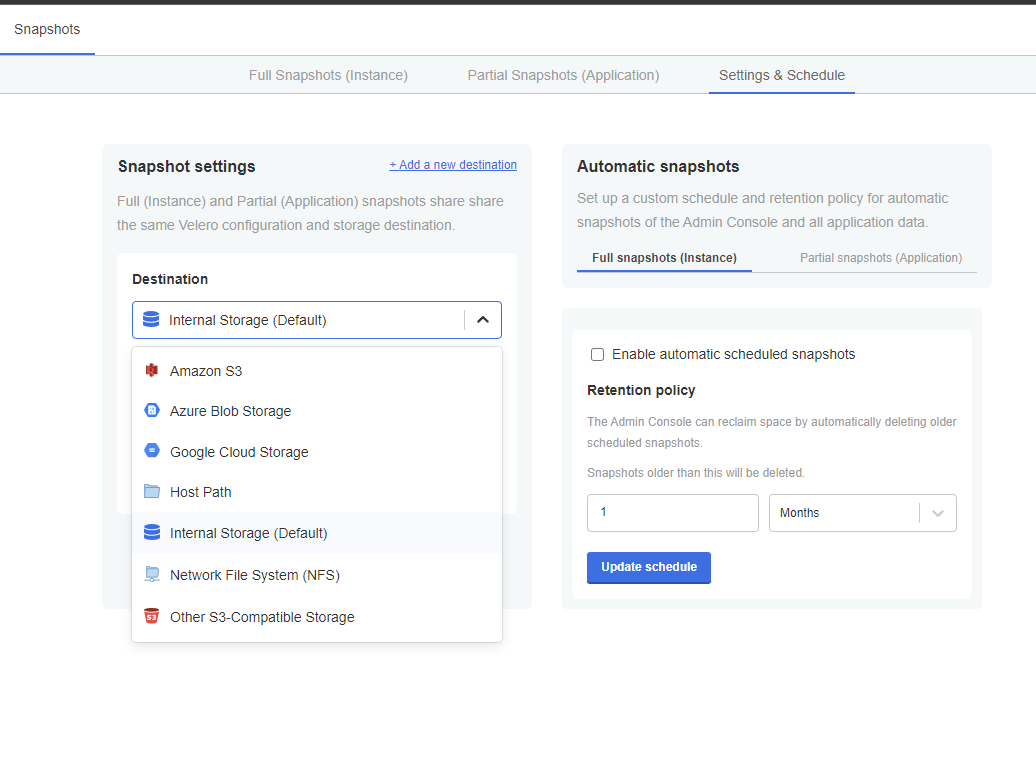 Snapshots
Full Snapshots (Instance)
Partial Snapshots (Application)
Settings & Schedule
Snapshot settings
+ Add a new destination
Full (Instance) and Partial (Application) snapshots share share
the same Velero configuration and storage destination.
Destination
Internal Storage (Default)
Amazon S3
Azure Blob Storage
Google Cloud Storage
Host Path
Internal Storage (Default)
Network File System (NFS)
S3
Other S3-Compatible Storage
Automatic snapshots
Set up a custom schedule and retention policy for automatic
snapshots of the Admin Console and all application data.
Full snapshots (Instance)
Partial snapshots (Application)
Enable automatic scheduled snapshots
Retention policy
The Admin Console can reclaim space by automatically deleting older
scheduled snapshots.
Snapshots older than this will be deleted.
1
Months
Update schedule